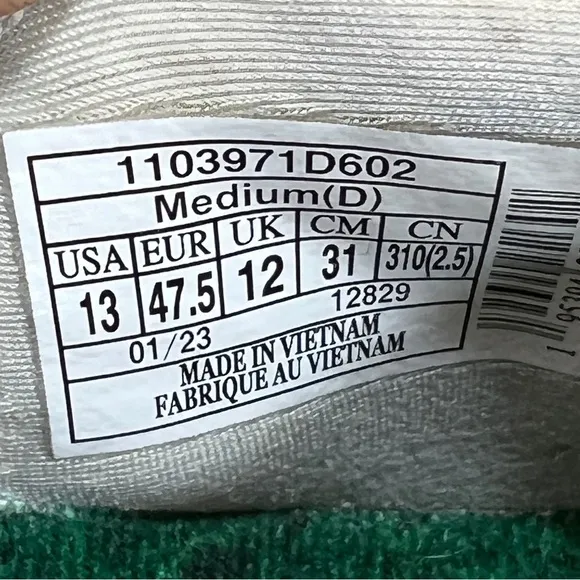 1103971D602
Medium(D)
USA EUR UK CM CN
13 47.5 12 31 310(2.5)
01/23 12829
MADE IN VIETNAM
FABRIQUE AU VIETNAM